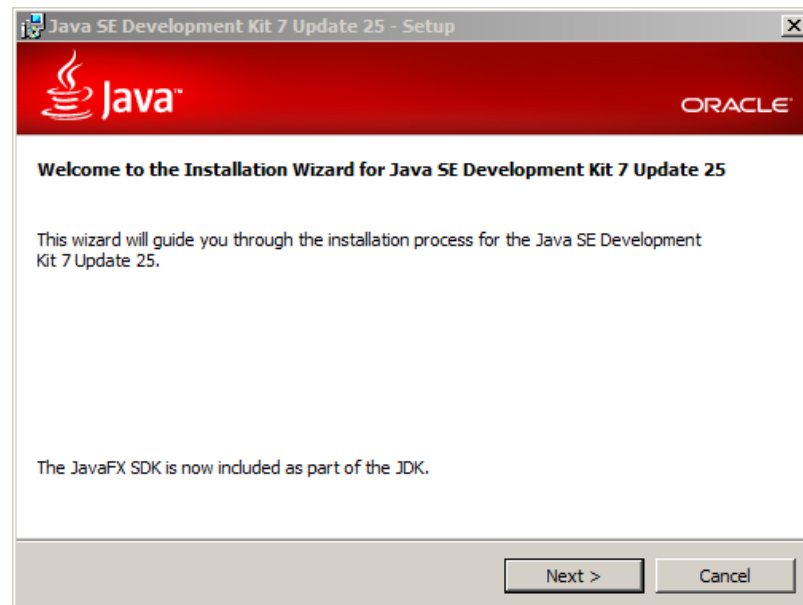 Java SE Development Kit 7 Update 25 - Setup
Java™
ORACLE
Welcome to the Installation Wizard for Java SE Development Kit 7 Update 25
This wizard will guide you through the installation process for the Java SE Development
Kit 7 Update 25.
The JavaFX SDK is now included as part of the JDK.
Next >
Cancel